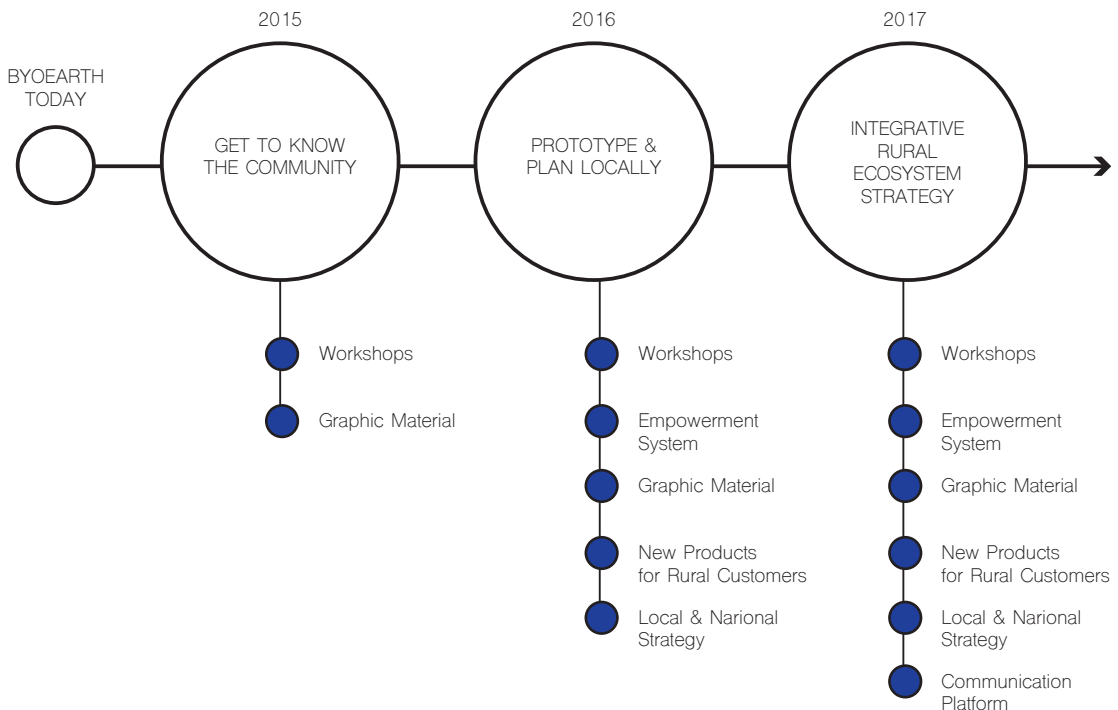 BYOEARTH
TODAY
2015
GET TO KNOW
THE COMMUNITY
Workshops
Graphic Material
2016
PROTOTYPE &
PLAN LOCALLY
Workshops
Empowerment
System
Graphic Material
New Products
for Rural Customers
Local & Narional
Strategy
2017
INTEGRATIVE
RURAL
ECOSYSTEM
STRATEGY
Workshops
Empowerment
System
Graphic Material
New Products
for Rural Customers
Local & Narional
Strategy
Communication
Platform